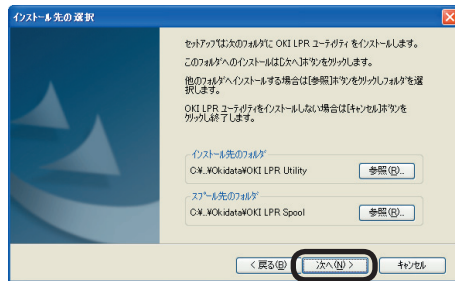 インストール先の選択
セットアップは次のフォルダに OKI LPR ユーティリティ をインストールします。
このフォルダへのインストールは[次へ]ボタンをクリックします。
他のフォルダへインストールする場合は[参照]ボタンをクリックしフォルダを選
択します。
OKI LPR ユーティリティをインストールしない場合は[キャンセル]ボタンを
クリックし終了します。
インストール先のフォルダ
C:¥..¥Okidata¥OKI LPR Utility
参照(R)...
スプール先のフォルダ
C:¥..¥Okidata¥OKI LPR Spool
参照(R)...
< 戻る(B)
次へ(N) >
キャンセル